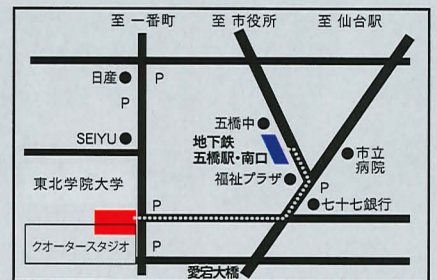 至 一番町
至 市役所
至 仙台駅
日産
P
P
五橋中
SEIYU
地下鉄
五橋駅・南口
市立
病院
東北学院大学
福祉プラザ
P
P
七十七銀行
クオータースタジオ
P
愛宕大橋